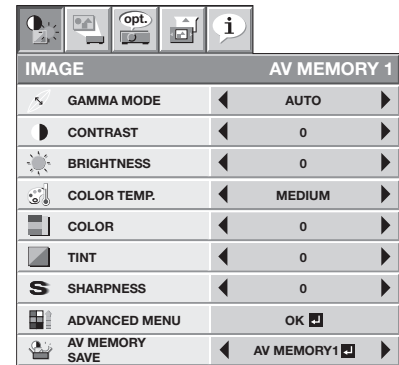 opt.
i
IMAGE AV MEMORY 1
GAMMA MODE AUTO
CONTRAST 0
BRIGHTNESS 0
COLOR TEMP. MEDIUM
COLOR 0
TINT 0
S SHARPNESS 0
ADVANCED MENU OK
AV MEMORY
SAVE AV MEMORY1